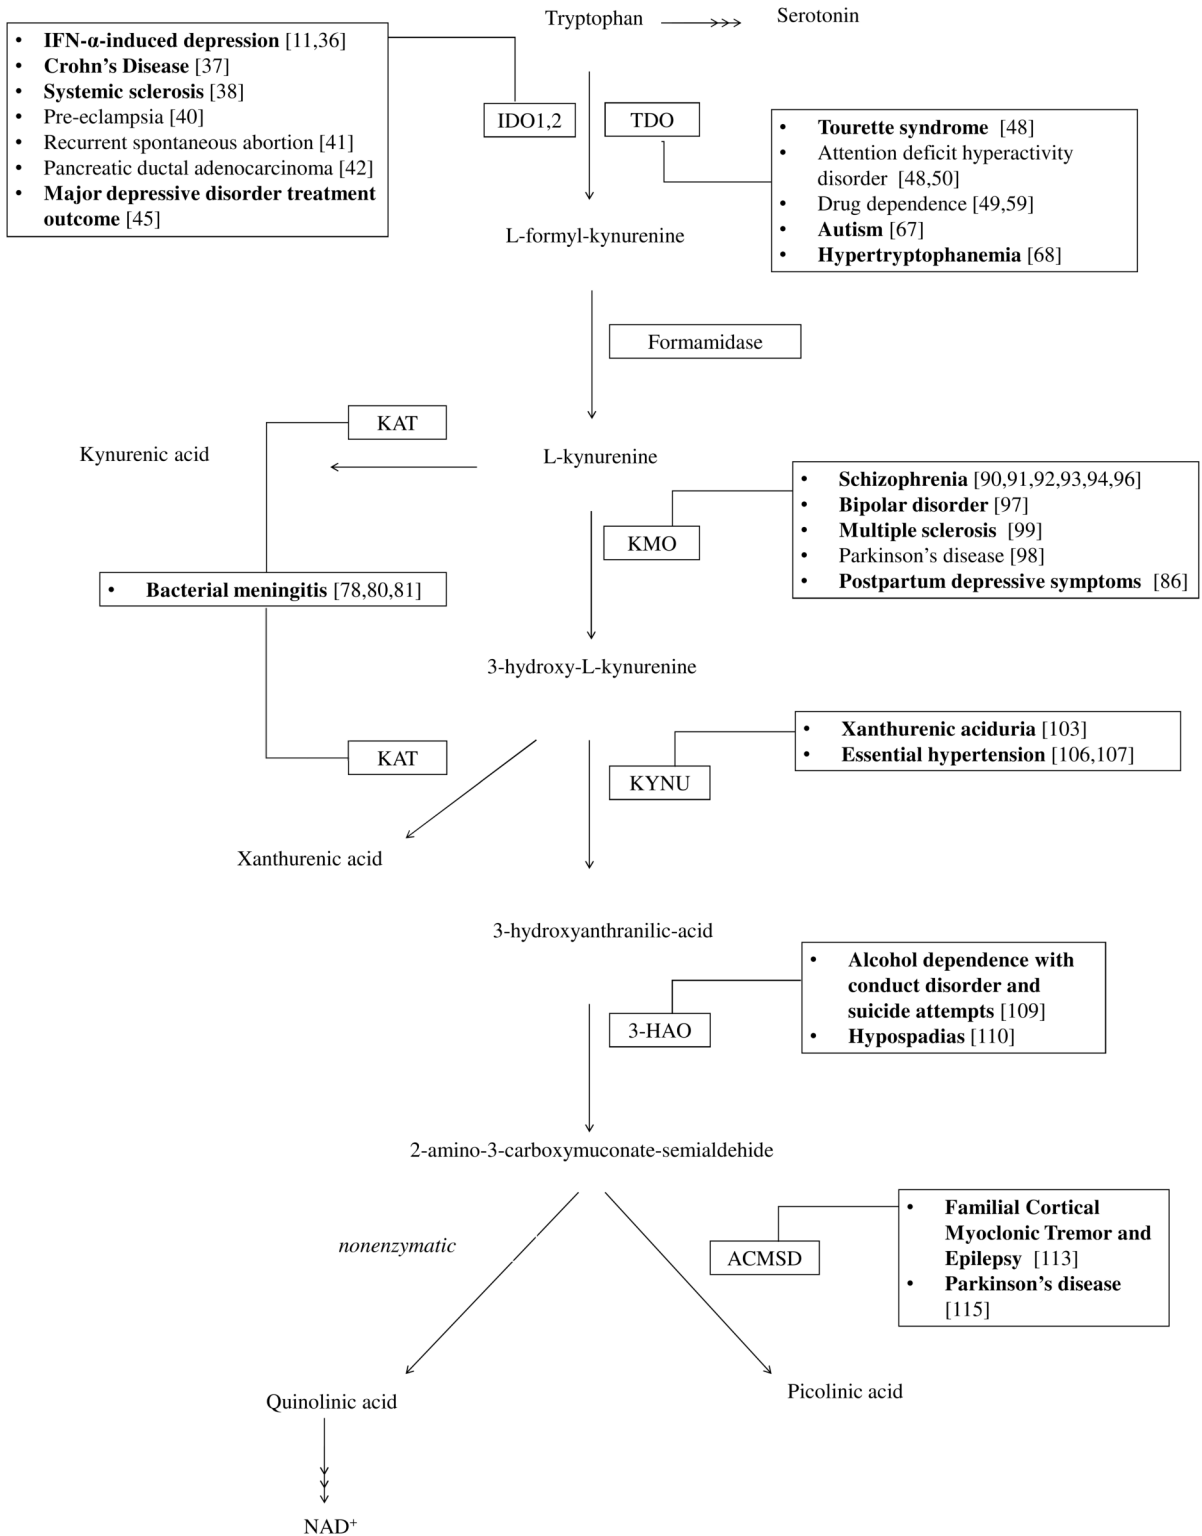 Tryptophan
Serotonin
• IFN-α-induced depression [11,36]
• Crohn's Disease [37]
• Systemic sclerosis [38]
• Pre-eclampsia [40]
• Recurrent spontaneous abortion [41]
• Pancreatic ductal adenocarcinoma [42]
• Major depressive disorder treatment
outcome [45]
IDO1,2
TDO
• Tourette syndrome [48]
• Attention deficit hyperactivity
disorder [48,50]
• Drug dependence [49,59]
• Autism [67]
• Hypertryptophanemia [68]
L-formyl-kynurenine
Formamidase
KAT
Kynurenic acid
L-kynurenine
• Schizophrenia [90,91,92,93,94,96]
• Bipolar disorder [97]
• Multiple sclerosis [99]
• Parkinson's disease [98]
• Postpartum depressive symptoms [86]
KMO
• Bacterial meningitis [78,80,81]
3-hydroxy-L-kynurenine
• Xanthurenic aciduria [103]
• Essential hypertension [106,107]
KAT
KYNU
Xanthurenic acid
3-hydroxyanthranilic-acid
• Alcohol dependence with
conduct disorder and
suicide attempts [109]
• Hypospadias [110]
3-HAO
2-amino-3-carboxymuconate-semialdehide
• Familial Cortical
Myoclonic Tremor and
Epilepsy [113]
• Parkinson's disease
[115]
nonenzymatic
ACMSD
Quinolinic acid
Picolinic acid
NAD⁺